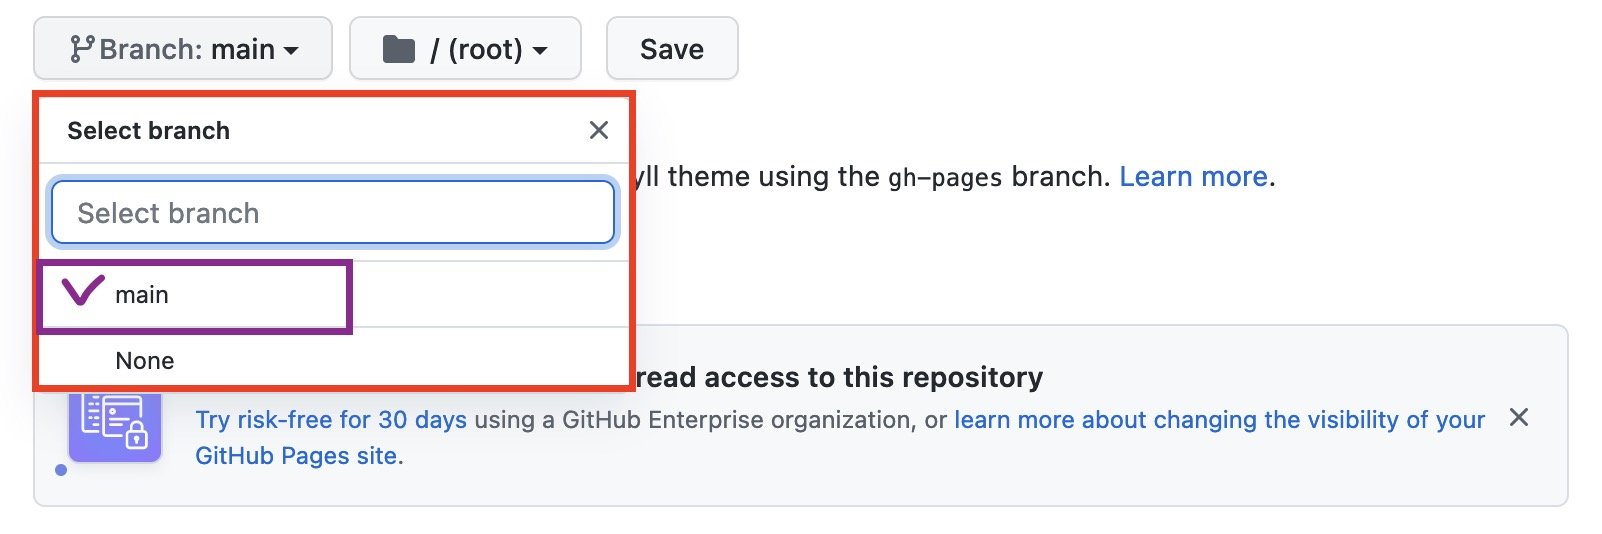 Branch: main
/ (root)
Save
Select branch
Select branch
main
None
yll theme using the gh-pages branch. Learn more.
read access to this repository
Try risk-free for 30 days using a GitHub Enterprise organization, or learn more about changing the visibility of your
GitHub Pages site.